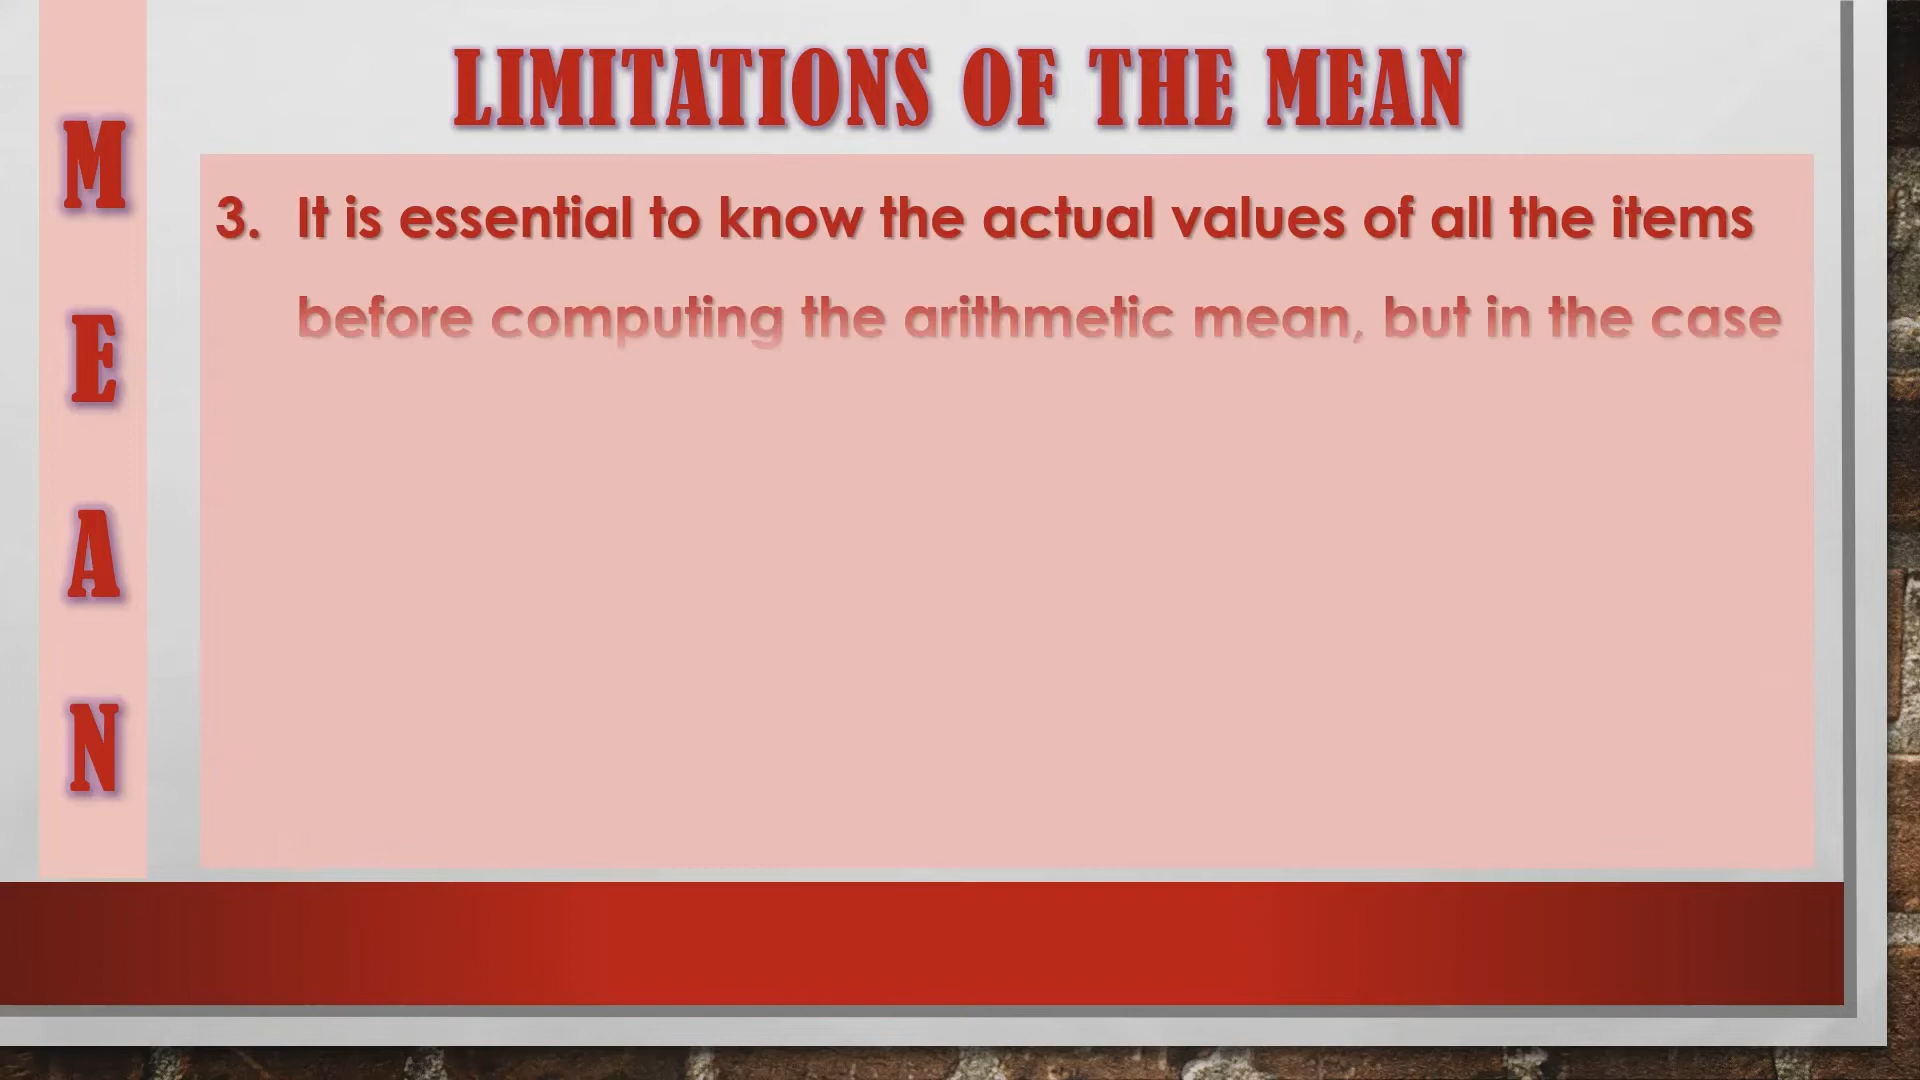 LIMITATIONS OF THE MEAN
M
E
A
N
3. It is essential to know the actual values of all the items
before computing the arithmetic mean, but in the case